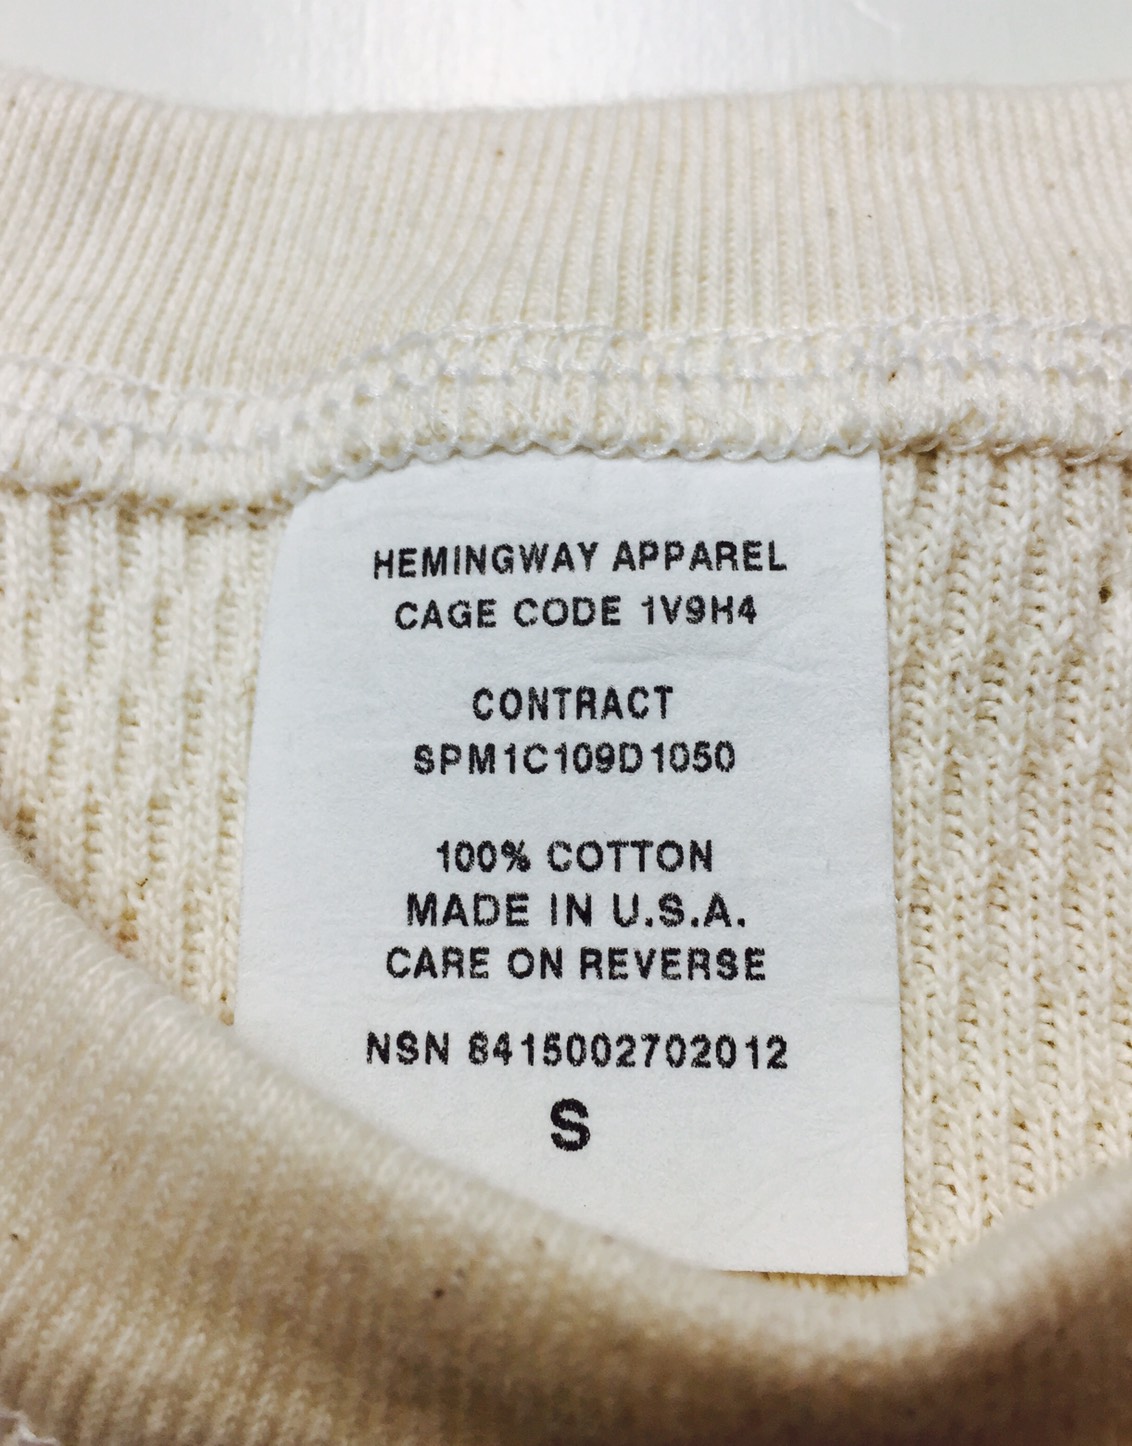 HEMINGWAY APPAREL
CAGE CODE 1V9H4
CONTRACT
SPM1C109D1050
100% COTTON
MADE IN U.S.A.
CARE ON REVERSE
NSN 8415002702012
S